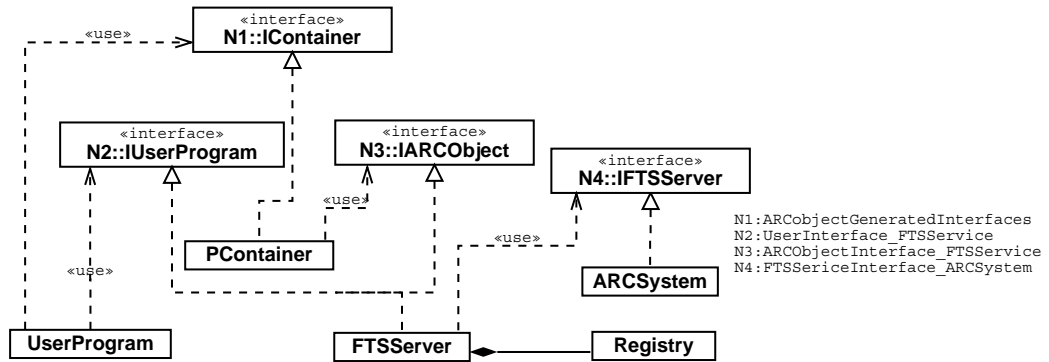 «interface»
N1::IContainer
«use»
«interface»
N2::IUserProgram
«interface»
N3::IARCObject
«interface»
N4::IFTSServer
«use»
«use»
N1:ARCobjectGeneratedInterfaces
N2:UserInterface_FTSService
N3:ARCObjectInterface_FTSService
N4:FTSSericeInterface_ARCSystem
PContainer
«use»
ARCSystem
UserProgram
FTSServer
Registry